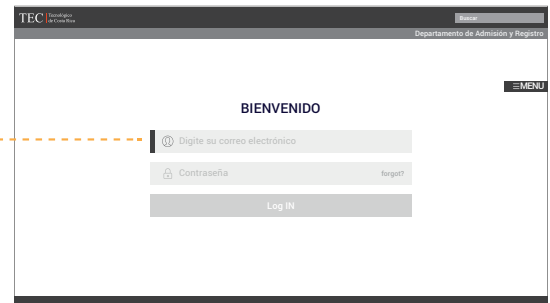 TEC | Tecnológico
de Costa Rica
Buscar
Departamento de Admisión y Registro
MENU
BIENVENIDO
Digite su correo electrónico
Contraseña
forgot?
Log IN